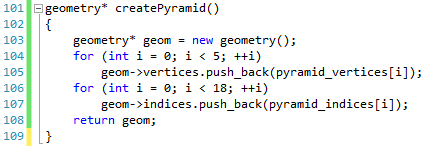 101 geometry* createPyramid()
102 {
103 geometry* geom = new geometry();
104 for (int i = 0; i < 5; ++i)
105 geom->vertices.push_back(pyramid_vertices[i]);
106 for (int i = 0; i < 18; ++i)
107 geom->indices.push_back(pyramid_indices[i]);
108 return geom;
109 }